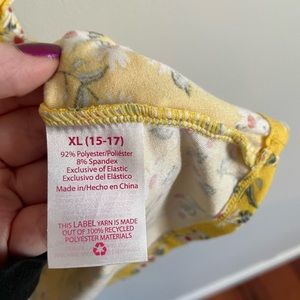 XL (15-17)
92% Polyester/Poliéster
8% Spandex
Exclusive of Elastic
Exclusivo del Elástico
Made in/Hecho en China
THIS LABEL YARN IS MADE
OUT OF 100% RECYCLED
POLYESTER MATERIALS